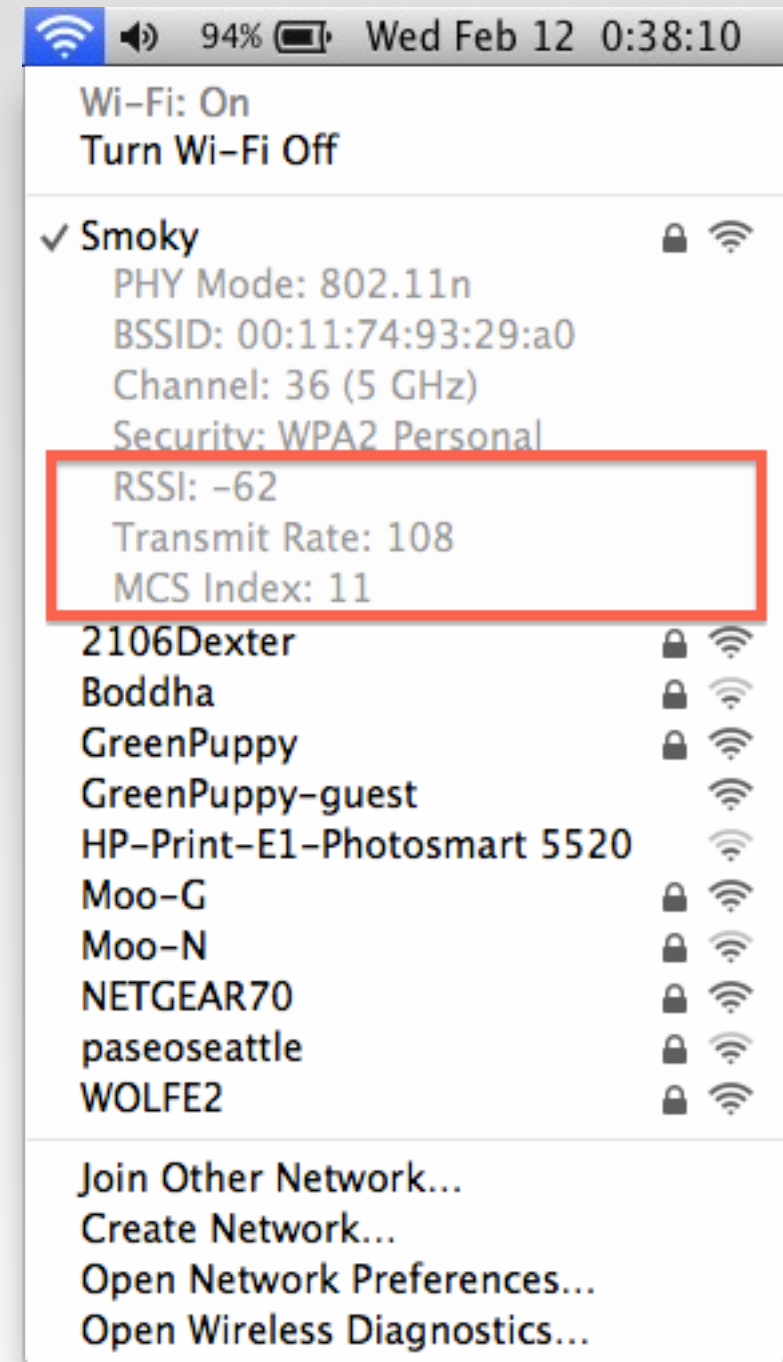 94% Wed Feb 12 0:38:10
Wi-Fi: On
Turn Wi-Fi Off
✓ Smoky
PHY Mode: 802.11n
BSSID: 00:11:74:93:29:a0
Channel: 36 (5 GHz)
Security: WPA2 Personal
RSSI: -62
Transmit Rate: 108
MCS Index: 11
2106Dexter
Boddha
GreenPuppy
GreenPuppy-guest
HP-Print-E1-Photosmart 5520
Moo-G
Moo-N
NETGEAR70
paseoseattle
WOLFE2
Join Other Network...
Create Network...
Open Network Preferences...
Open Wireless Diagnostics...